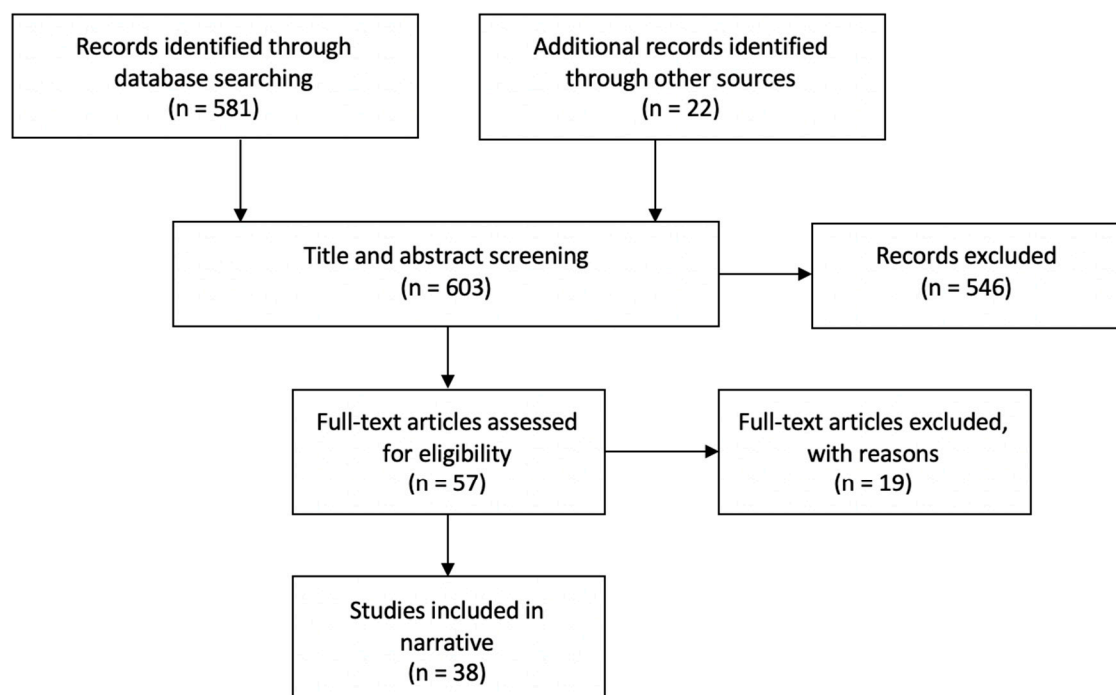 Records identified through
database searching
(n = 581)
Additional records identified
through other sources
(n = 22)
Title and abstract screening
(n = 603)
Records excluded
(n = 546)
Full-text articles assessed
for eligibility
(n = 57)
Full-text articles excluded,
with reasons
(n = 19)
Studies included in
narrative
(n = 38)